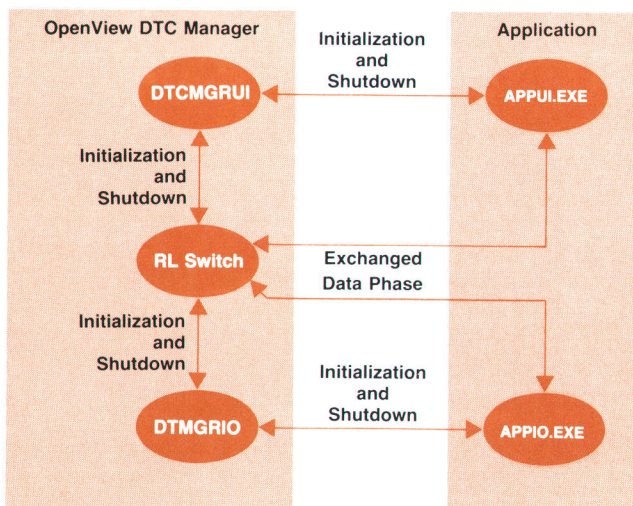 OpenView DTC Manager
Application
Initialization
and
Shutdown
DTCMGRUI
APPUI.EXE
Initialization
and
Shutdown
RL Switch
Exchanged
Data Phase
Initialization
and
Shutdown
Initialization
and
Shutdown
DTMGRIO
APPIO.EXE